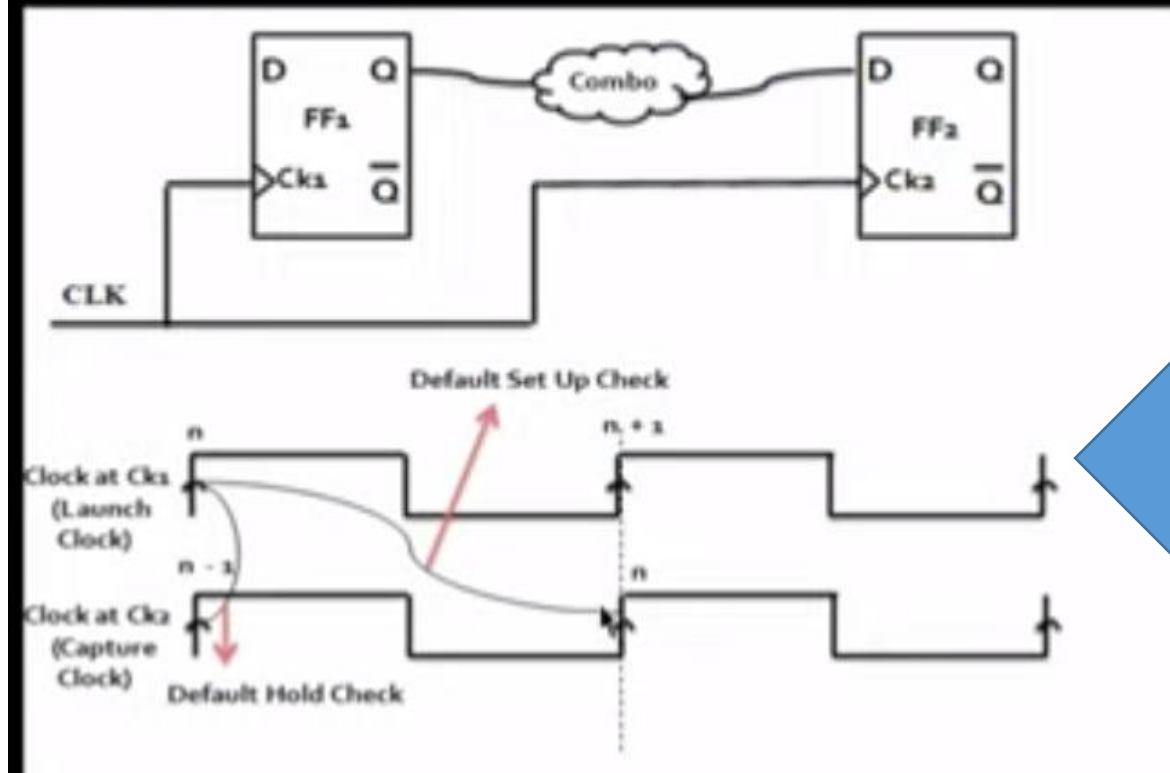 D Q
FF1
Ck1
Q
Combo
D Q
FF2
Ck2
Q
CLK
Default Set Up Check
n
n + 1
Clock at Ck1
(Launch
Clock)
n - 1
n
Clock at Ck2
(Capture
Clock)
Default Hold Check